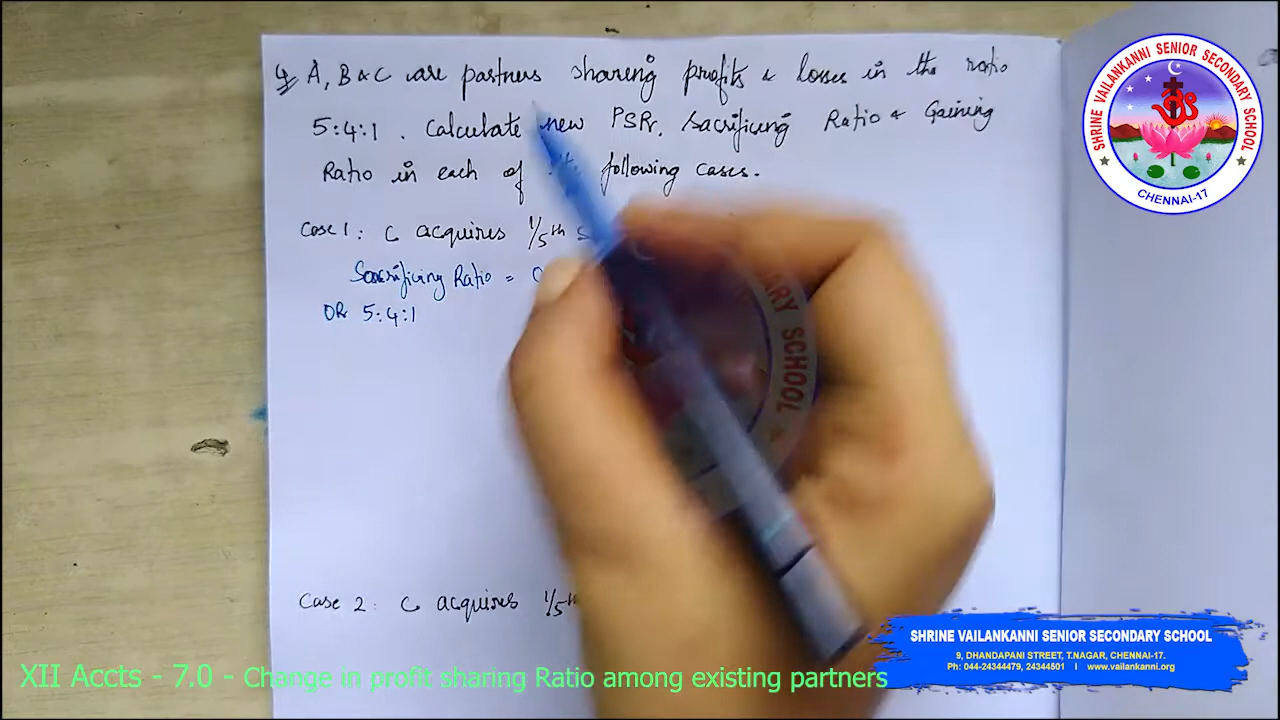 Q A, B & C are partners sharing profits & losses in the ratio
5:4:1 . Calculate new PSR, Sacrificing Ratio & Gaining
Ratio in each of following cases.
Case 1: C acquires 1/5th
Sacrificing Ratio =
OR 5:4:1
Case 2: C acquires 1/5th
SHRINE VAILANKANNI SENIOR SECONDARY SCHOOL
CHENNAI-17
ARY SCHOOL
SHRINE VAILANKANNI SENIOR SECONDARY SCHOOL
9, DHANDAPANI STREET, T.NAGAR, CHENNAI-17.
Ph: 044-24344479, 24344501 I www.vailankanni.org
XII Accts - 7.0 - Change in profit sharing Ratio among existing partners